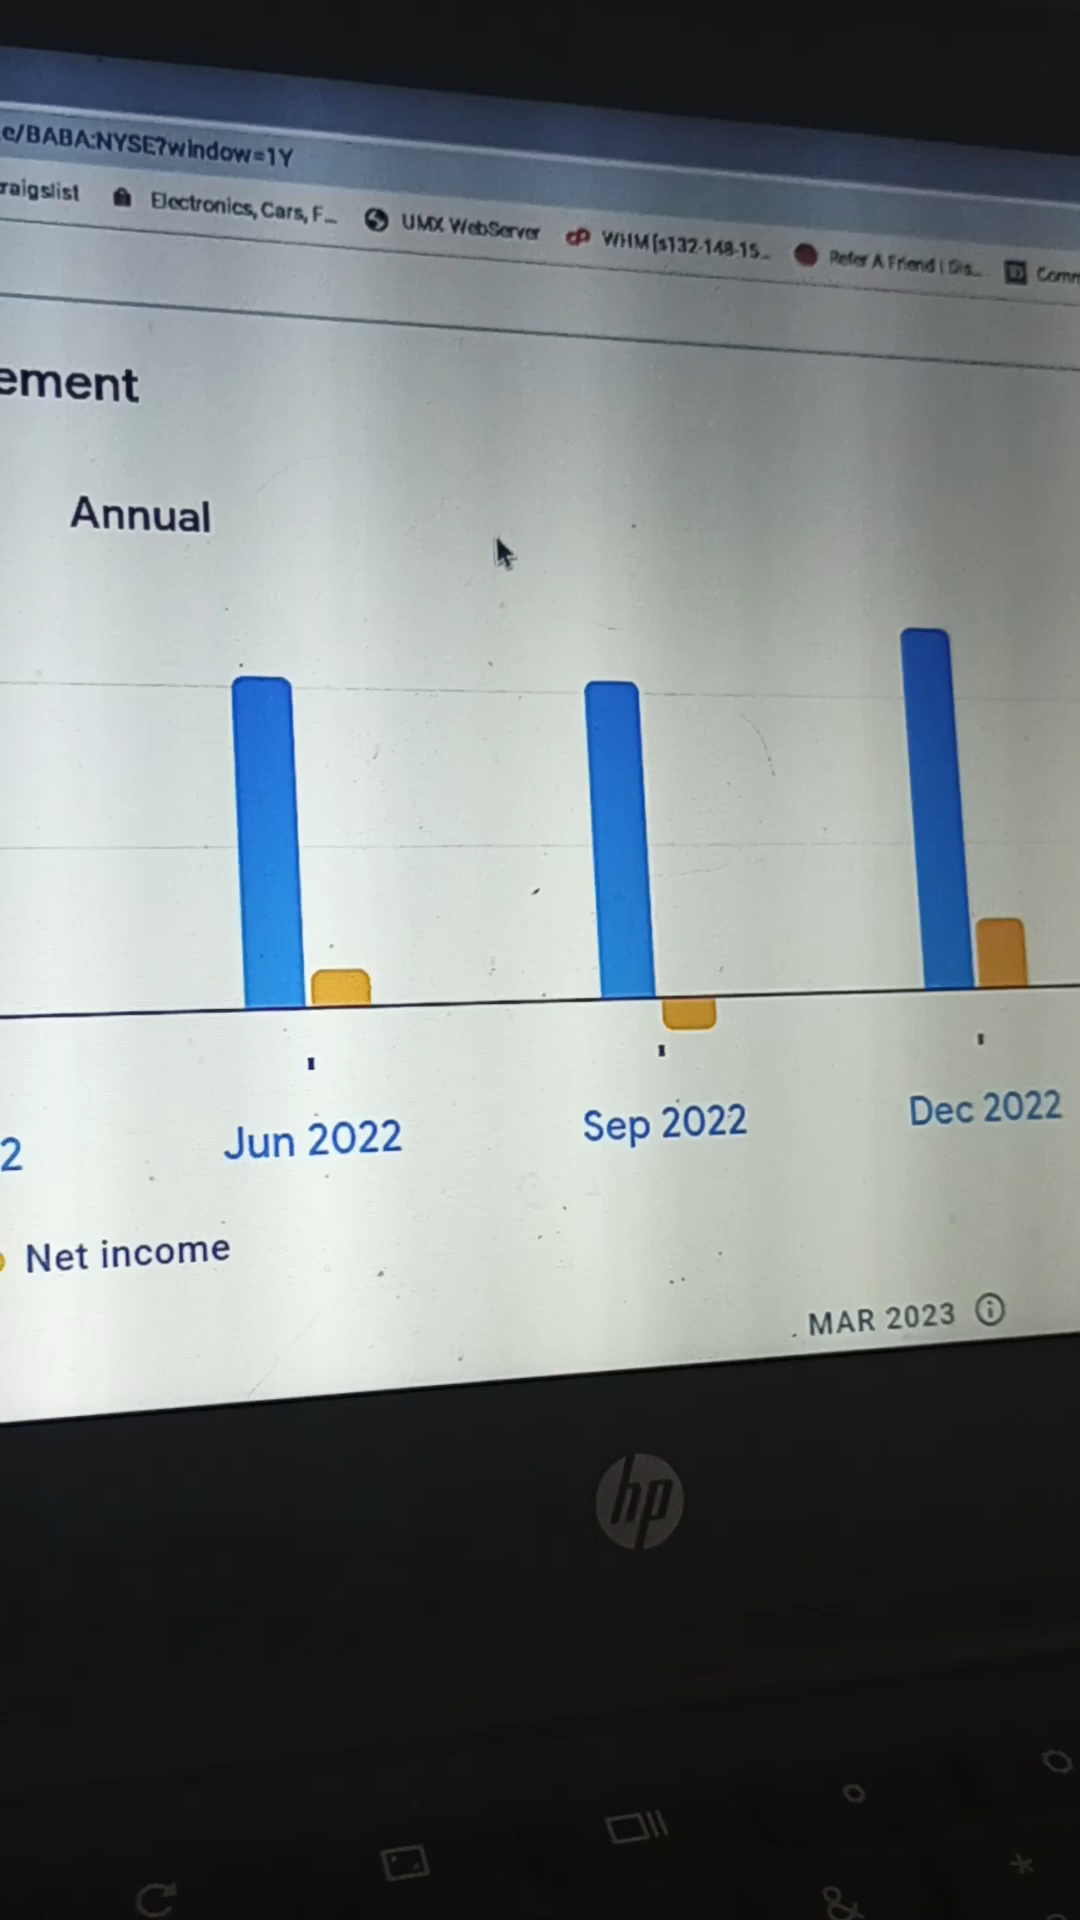 c/BABA:NYSE?window=1Y
raigslist Electronics, Cars, F... UMX WebServer WHM [s132-148-15... Refer A Friend | Dis... Comm
ement
Annual
2 Jun 2022 Sep 2022 Dec 2022
Net income
MAR 2023
hp
&
*